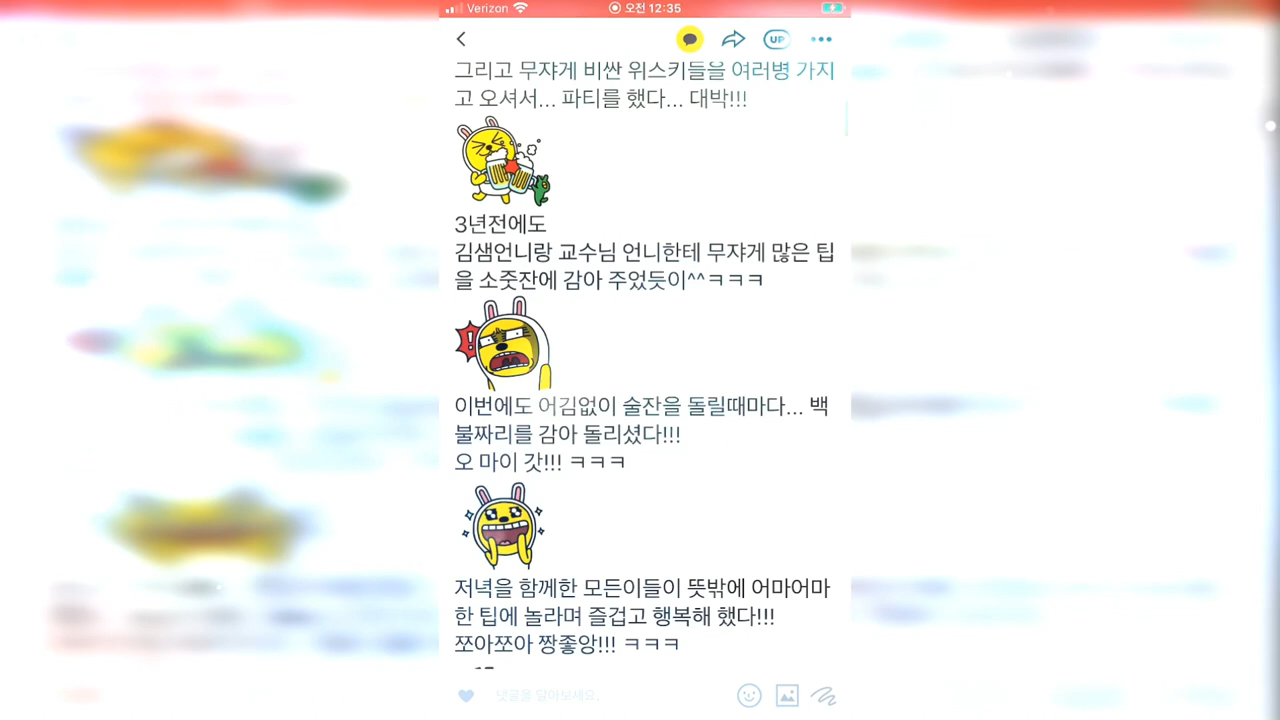 Verizon 오전 12:35
UP
그리고 무쟈게 비싼 위스키들을 여러병 가지
고 오셔서... 파티를 했다... 대박!!!
3년전에도
김샘언니랑 교수님 언니한테 무쟈게 많은 팁
을 소줏잔에 감아 주었듯이^^ㅋㅋㅋ
이번에도 어김없이 술잔을 돌릴때마다... 백
불짜리를 감아 돌리셨다!!!
오 마이 갓!!! ㅋㅋㅋ
저녁을 함께한 모든이들이 뜻밖에 어마어마
한 팁에 놀라며 즐겁고 행복해 했다!!!
쪼아쪼아 짱좋앙!!! ㅋㅋㅋ
댓글을 달아보세요.